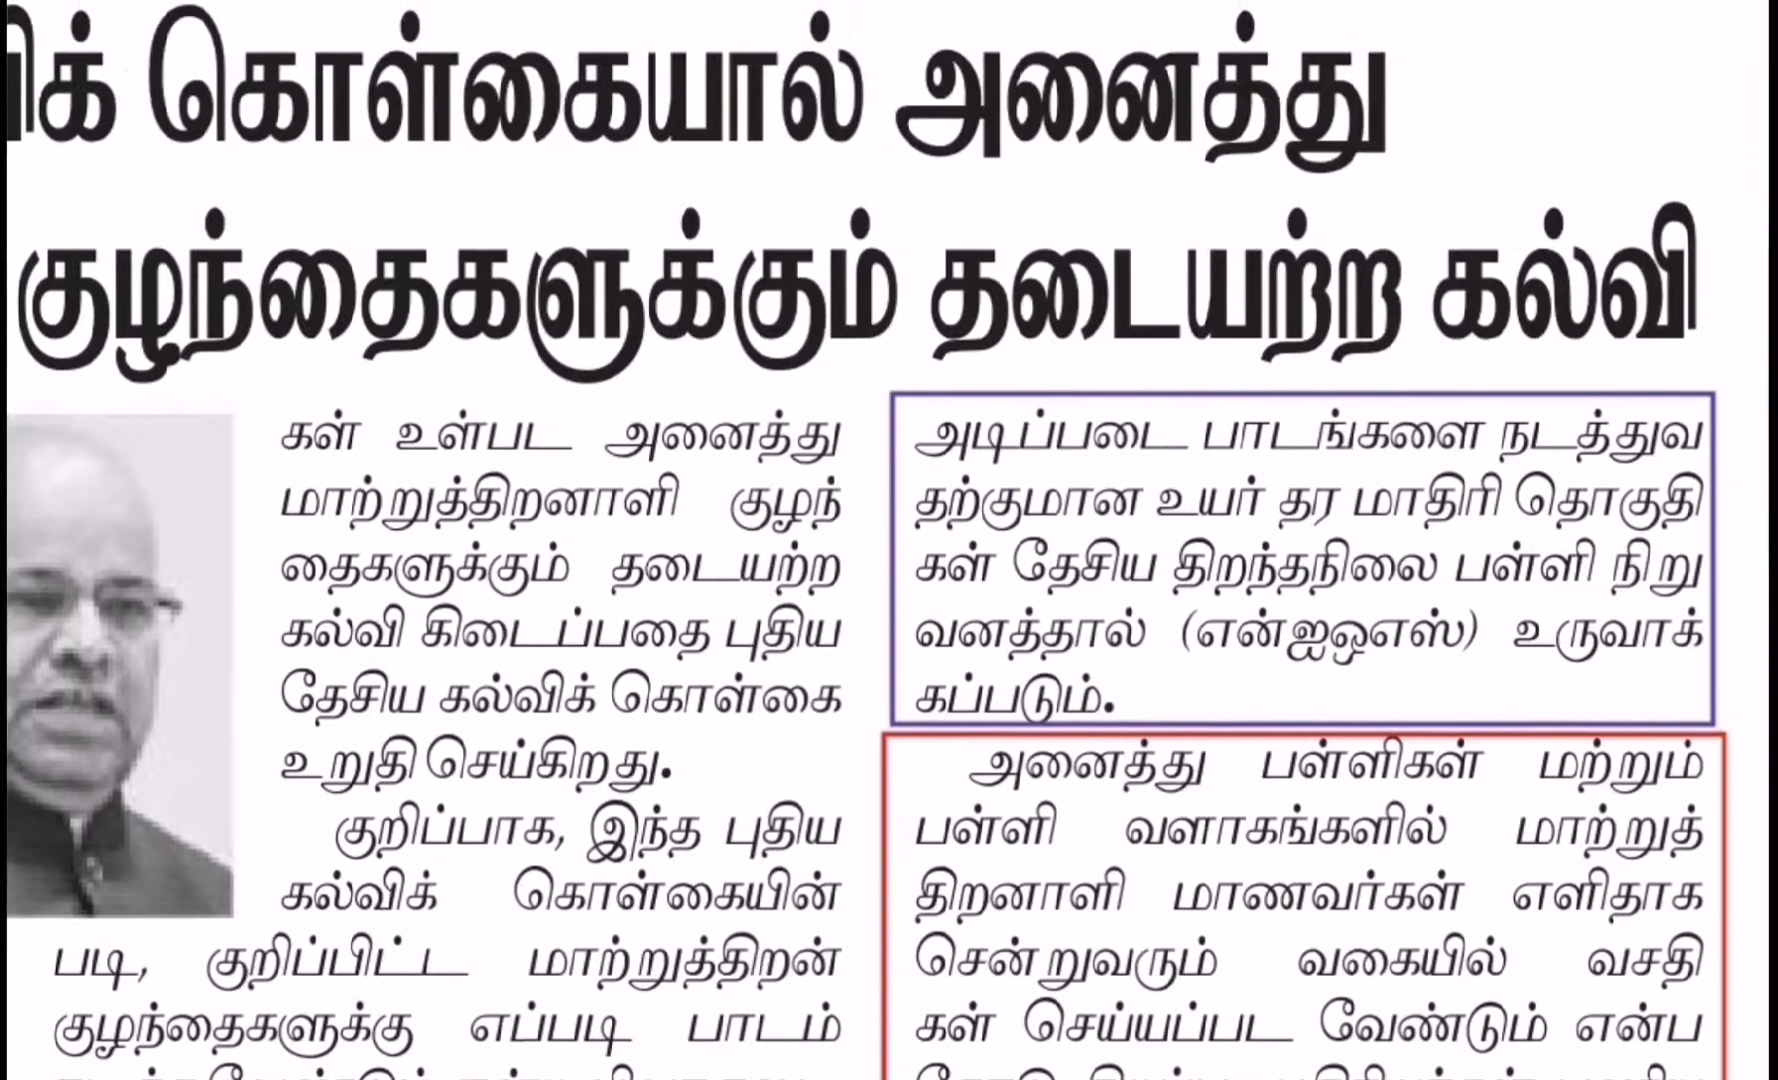 கொள்கையால் அனைத்து
குழந்தைகளுக்கும் தடையற்ற கல்வி
கள் உள்பட அனைத்து
மாற்றுத்திறனாளி குழந்
தைகளுக்கும் தடையற்ற
கல்வி கிடைப்பதை புதிய
தேசிய கல்விக் கொள்கை
உறுதி செய்கிறது.
குறிப்பாக, இந்த புதிய
கல்விக் கொள்கையின்
படி, குறிப்பிட்ட மாற்றுத்திறன்
குழந்தைகளுக்கு எப்படி பாடம்
அடிப்படை பாடங்களை நடத்துவ
தற்குமான உயர் தர மாதிரி தொகுதி
கள் தேசிய திறந்தநிலை பள்ளி நிறு
வனத்தால் (என்ஐஓஎஸ்) உருவாக்
கப்படும்.
அனைத்து பள்ளிகள் மற்றும்
பள்ளி வளாகங்களில் மாற்றுத்
திறனாளி மாணவர்கள் எளிதாக
சென்றுவரும் வகையில் வசதி
கள் செய்யப்பட வேண்டும் என்ப